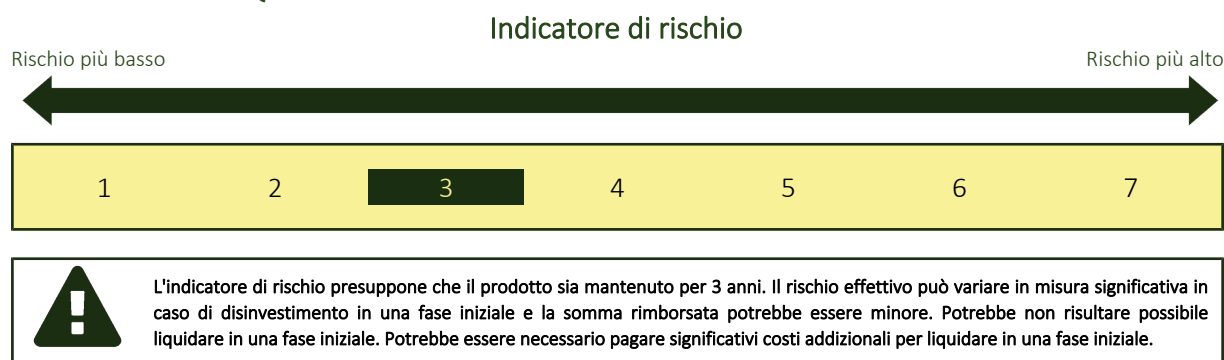 Indicatore di rischio
Rischio più basso
Rischio più alto
1 2 3 4 5 6 7
L'indicatore di rischio presuppone che il prodotto sia mantenuto per 3 anni. Il rischio effettivo può variare in misura significativa in
caso di disinvestimento in una fase iniziale e la somma rimborsata potrebbe essere minore. Potrebbe non risultare possibile
liquidare in una fase iniziale. Potrebbe essere necessario pagare significativi costi addizionali per liquidare in una fase iniziale.